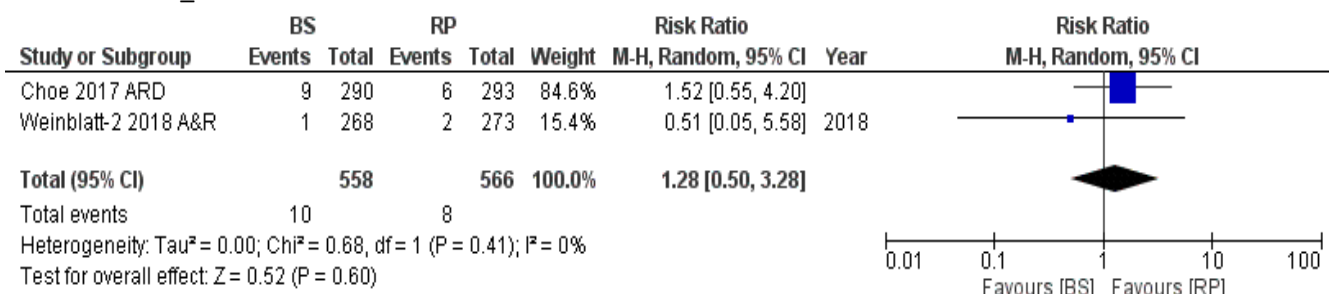 BS RP Risk Ratio Risk Ratio
Study or Subgroup Events Total Events Total Weight M-H, Random, 95% CI Year M-H, Random, 95% CI
Choe 2017 ARD 9 290 6 293 84.6% 1.52 [0.55, 4.20]
Weinblatt-2 2018 A&R 1 268 2 273 15.4% 0.51 [0.05, 5.58] 2018
Total (95% CI) 558 566 100.0% 1.28 [0.50, 3.28]
Total events 10 8
Heterogeneity: Tau² = 0.00; Chi² = 0.68, df = 1 (P = 0.41); I² = 0%
Test for overall effect: Z = 0.52 (P = 0.60)
0.01 0.1 1 10 100
Favours [BS] Favours [RP]